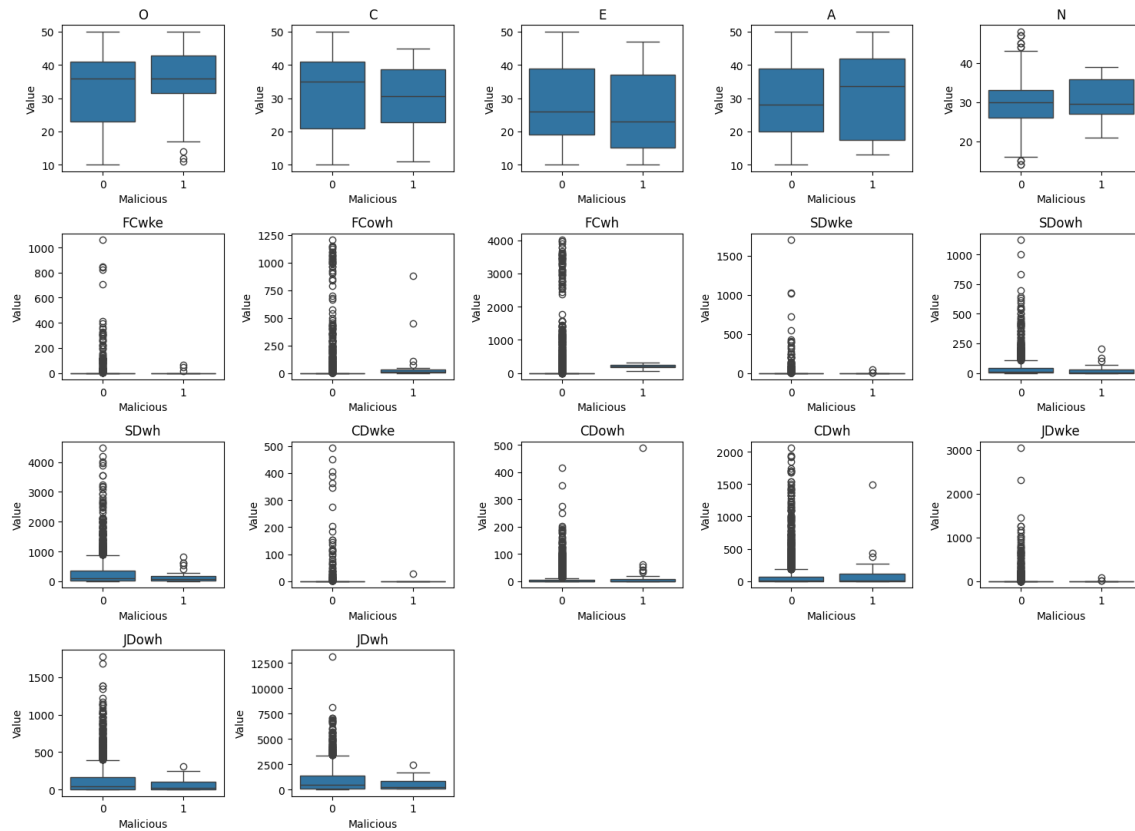 O
50
40
30
20
10
Value
0 1
Malicious
C
50
40
30
20
10
Value
0 1
Malicious
E
50
40
30
20
10
Value
0 1
Malicious
A
50
40
30
20
10
Value
0 1
Malicious
N
40
30
20
Value
0 1
Malicious
FCwke
1000
800
600
400
200
0
Value
0 1
Malicious
FCowh
1250
1000
750
500
250
0
Value
0 1
Malicious
FCwh
4000
3000
2000
1000
0
Value
0 1
Malicious
SDwke
1500
1000
500
0
Value
0 1
Malicious
SDowh
1000
750
500
250
0
Value
0 1
Malicious
SDwh
4000
3000
2000
1000
0
Value
0 1
Malicious
CDwke
500
400
300
200
100
0
Value
0 1
Malicious
CDowh
500
400
300
200
100
0
Value
0 1
Malicious
CDwh
2000
1500
1000
500
0
Value
0 1
Malicious
JDwke
3000
2000
1000
0
Value
0 1
Malicious
JDowh
1500
1000
500
0
Value
0 1
Malicious
JDwh
12500
10000
7500
5000
2500
0
Value
0 1
Malicious